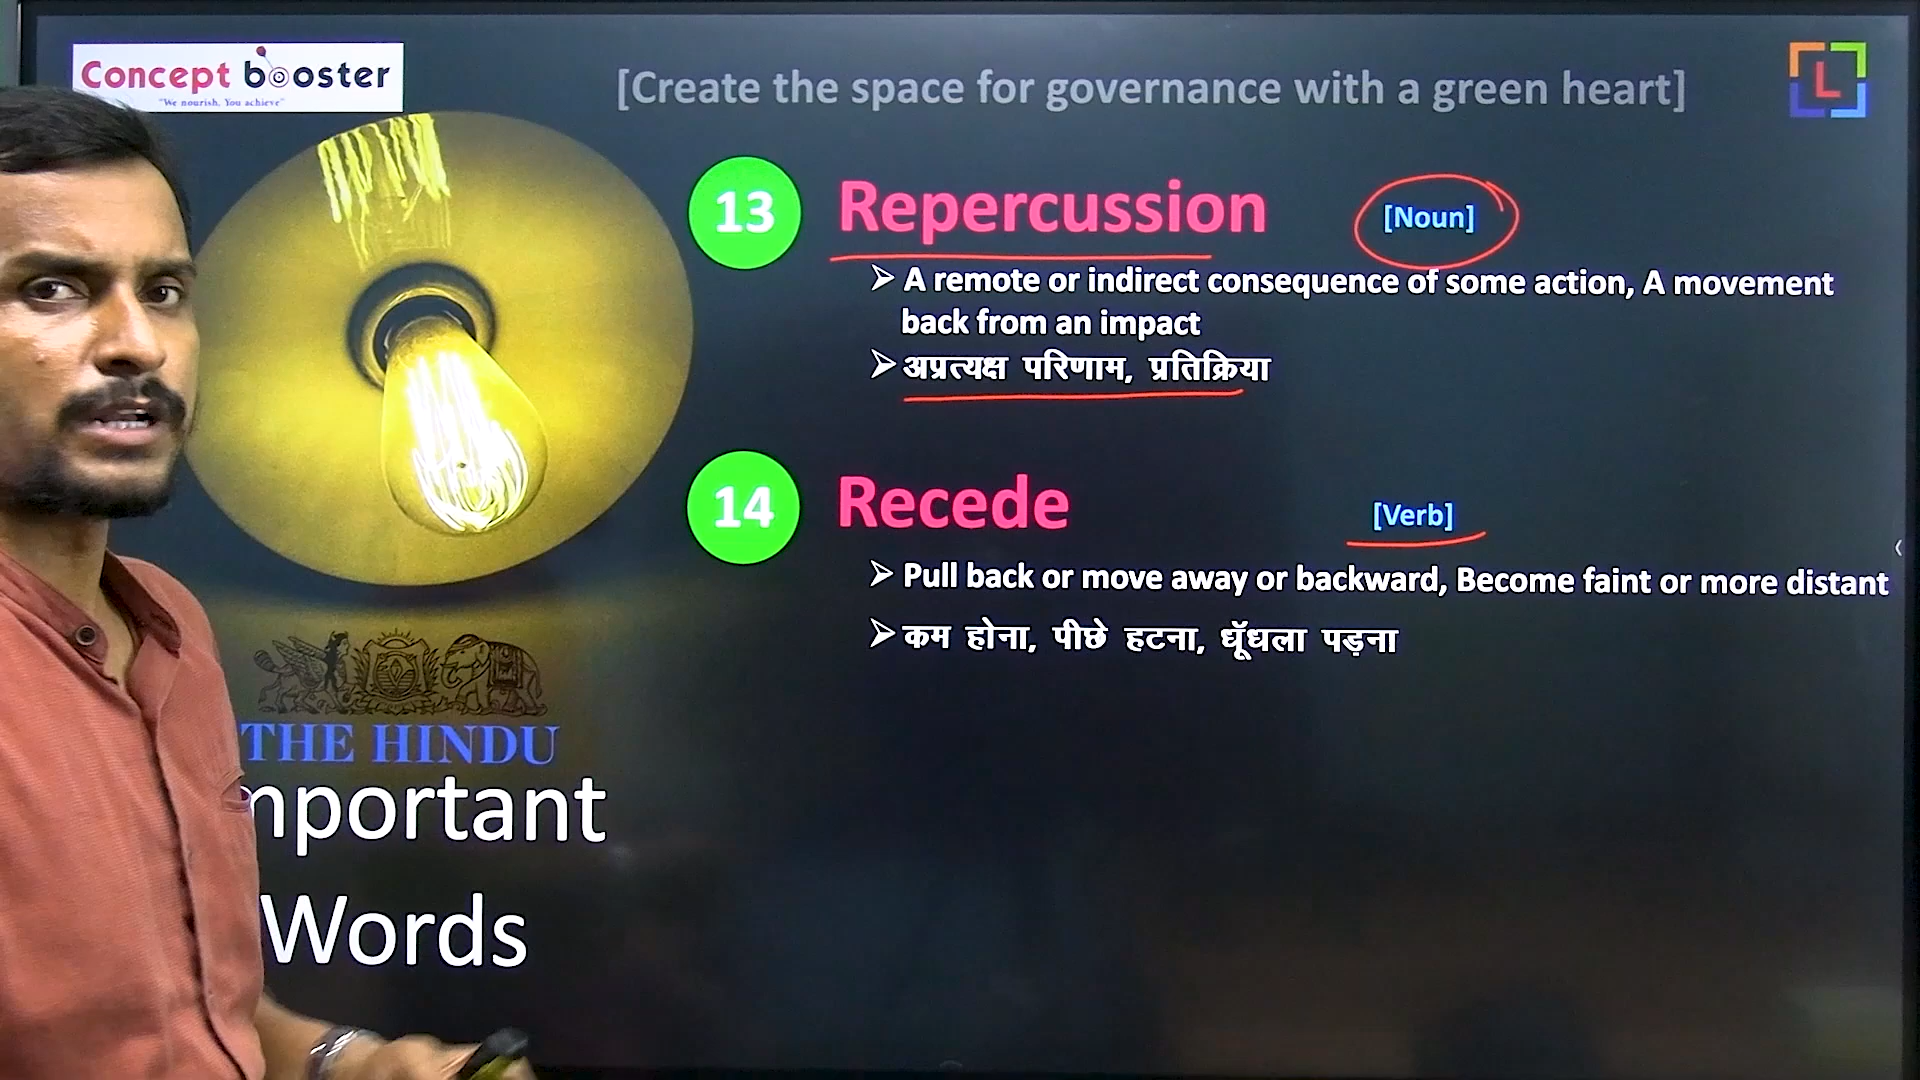 Concept booster
"We nourish, You achieve"
[Create the space for governance with a green heart]
L
13 Repercussion [Noun]
➢ A remote or indirect consequence of some action, A movement
back from an impact
➢ अप्रत्यक्ष परिणाम, प्रतिक्रिया
14 Recede [Verb]
➢ Pull back or move away or backward, Become faint or more distant
➢ कम होना, पीछे हटना, धूँधला पड़ना
THE HINDU
mportant
Words